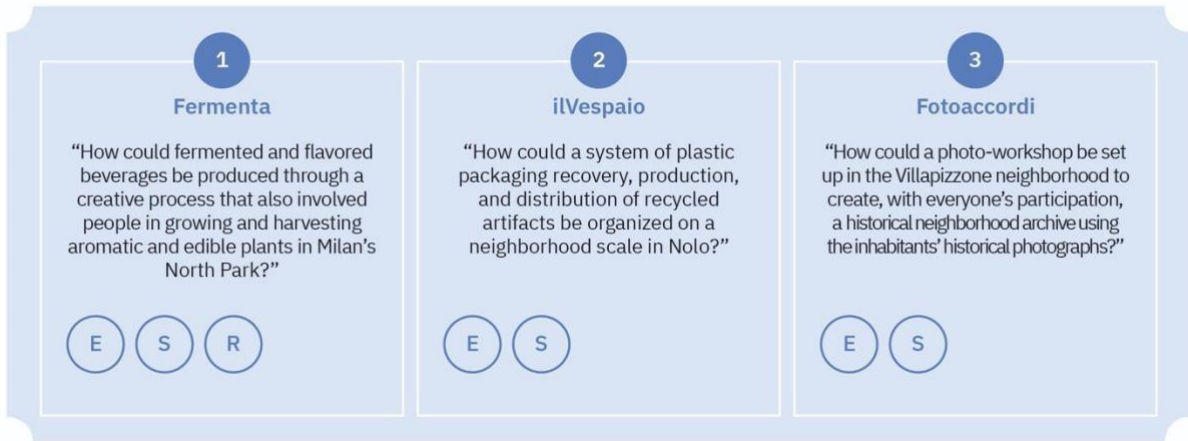 1
Fermenta
“How could fermented and flavored
beverages be produced through a
creative process that also involved
people in growing and harvesting
aromatic and edible plants in Milan’s
North Park?”
E S R
2
ilVespaio
“How could a system of plastic
packaging recovery, production,
and distribution of recycled
artifacts be organized on a
neighborhood scale in Nolo?”
E S
3
Fotoaccordi
“How could a photo-workshop be set
up in the Villapizzone neighborhood to
create, with everyone’s participation,
a historical neighborhood archive using
the inhabitants’ historical photographs?”
E S